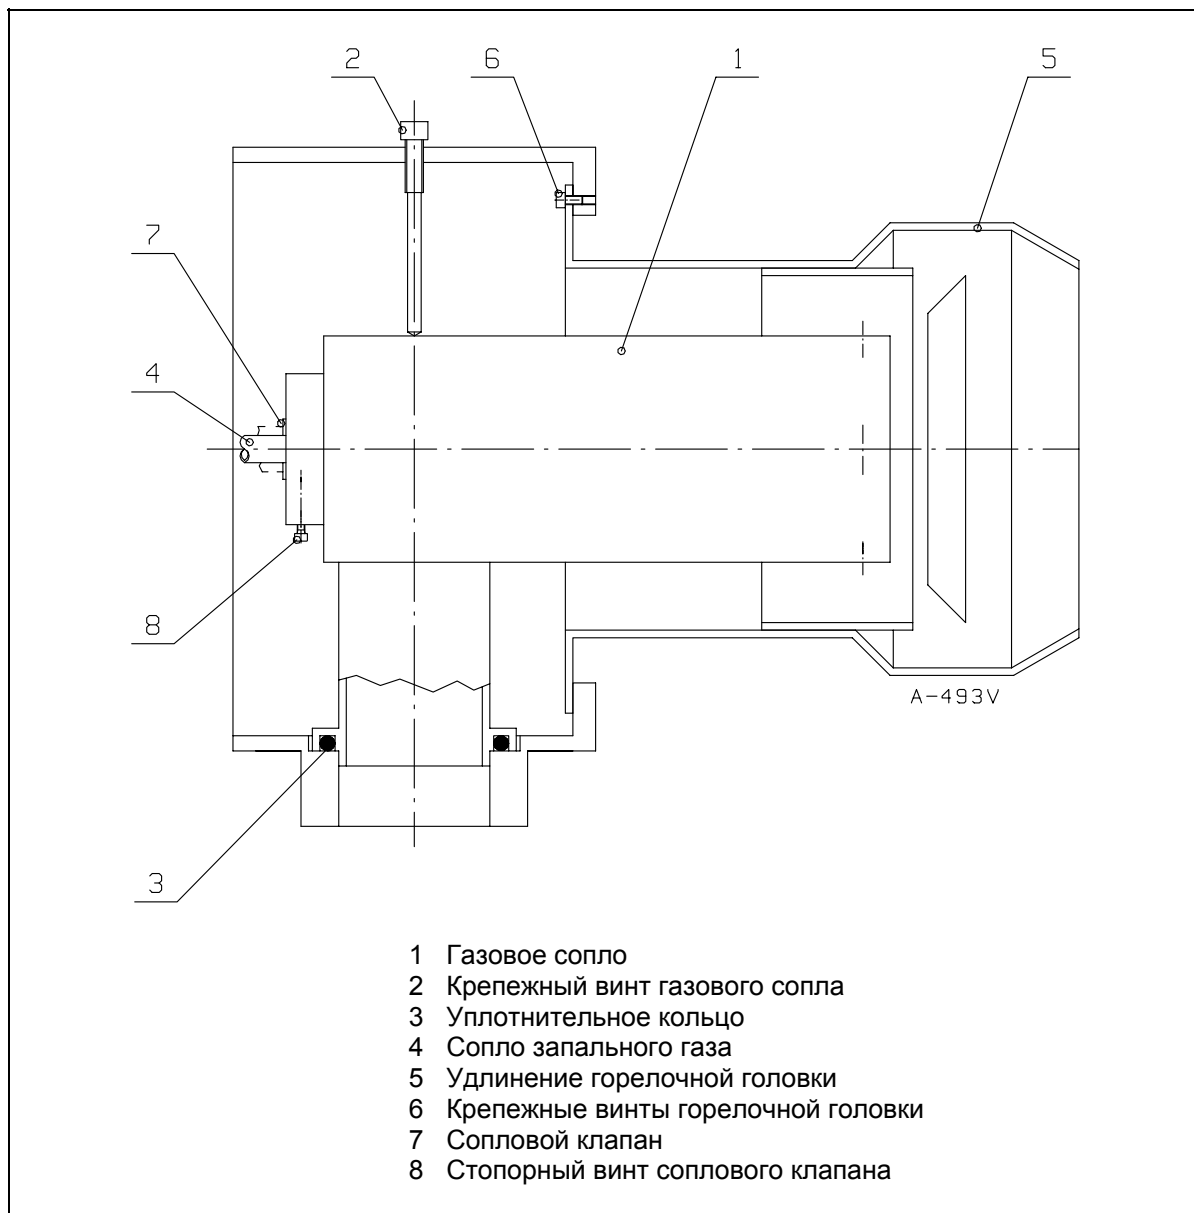 2
6
1
5
7
4
8
A-493V
3
1 Газовое сопло
2 Крепежный винт газового сопла
3 Уплотнительное кольцо
4 Сопло запального газа
5 Удлинение горелочной головки
6 Крепежные винты горелочной головки
7 Сопловой клапан
8 Стопорный винт соплового клапана